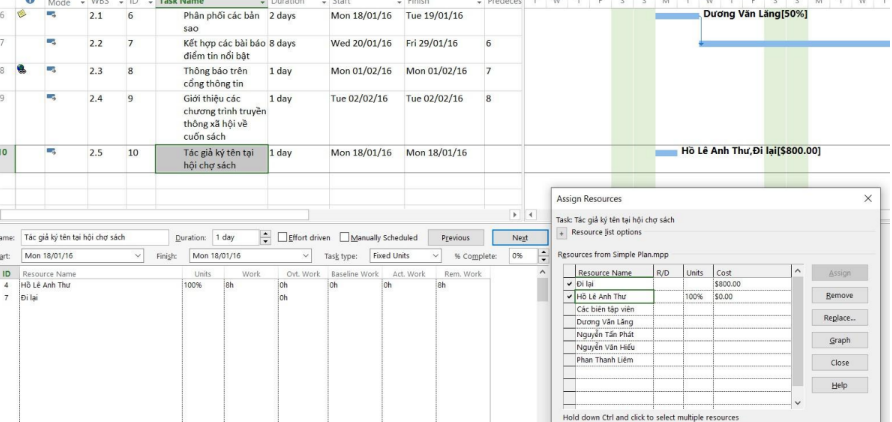 Mode WBS ID Task Name Duration Start Finish Predeces T W T F S S M T W T F S S M T W T
6 2.1 6 Phân phối các bản 2 days Mon 18/01/16 Tue 19/01/16 Dương Văn Lãng[50%]
sao
7 2.2 7 Kết hợp các bài báo 8 days Wed 20/01/16 Fri 29/01/16 6
điểm tin nổi bật
8 2.3 8 Thông báo trên 1 day Mon 01/02/16 Mon 01/02/16 7
cổng thông tin
9 2.4 9 Giới thiệu các 1 day Tue 02/02/16 Tue 02/02/16 8
chương trình truyền
thông xã hội về
cuốn sách
10 2.5 10 Tác giả ký tên tại 1 day Mon 18/01/16 Mon 18/01/16 Hồ Lê Anh Thư,Đi lại[$800.00]
hội chợ sách
ame: Tác giả ký tên tại hội chợ sách Duration: 1 day Effort driven Manually Scheduled Previous Next
art: Mon 18/01/16 Finish: Mon 18/01/16 Task type: Fixed Units % Complete: 0%
ID Resource Name Units Work Ovt. Work Baseline Work Act. Work Rem. Work
4 Hồ Lê Anh Thư 100% 8h 0h 0h 0h 8h
7 Đi lại 0h
Assign Resources
Task: Tác giả ký tên tại hội chợ sách
+ Resource list options
Resources from Simple Plan.mpp
Resource Name R/D Units Cost Assign
Đi lại $800.00
Hồ Lê Anh Thư 100% $0.00 Remove
Các biên tập viên
Dương Văn Lãng Replace...
Nguyễn Tấn Phát Graph
Nguyễn Văn Hiếu
Phan Thanh Liêm Close
Help
Hold down Ctrl and click to select multiple resources